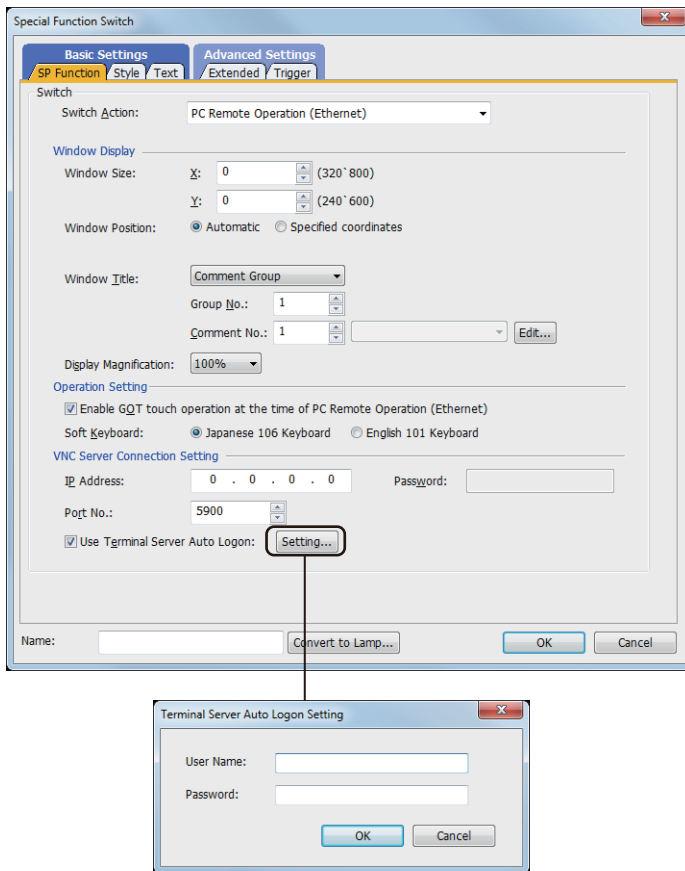 Special Function Switch
Basic Settings Advanced Settings
SP Function Style Text Extended Trigger
Switch
Switch Action: PC Remote Operation (Ethernet)
Window Display
Window Size: X: 0 (320`800)
Y: 0 (240`600)
Window Position: Automatic Specified coordinates
Window Title: Comment Group
Group No.: 1
Comment No.: 1 Edit...
Display Magnification: 100%
Operation Setting
Enable GOT touch operation at the time of PC Remote Operation (Ethernet)
Soft Keyboard: Japanese 106 Keyboard English 101 Keyboard
VNC Server Connection Setting
IP Address: 0 . 0 . 0 . 0 Password:
Port No.: 5900
Use Terminal Server Auto Logon: Setting...
Name: Convert to Lamp... OK Cancel
Terminal Server Auto Logon Setting
User Name:
Password:
OK Cancel